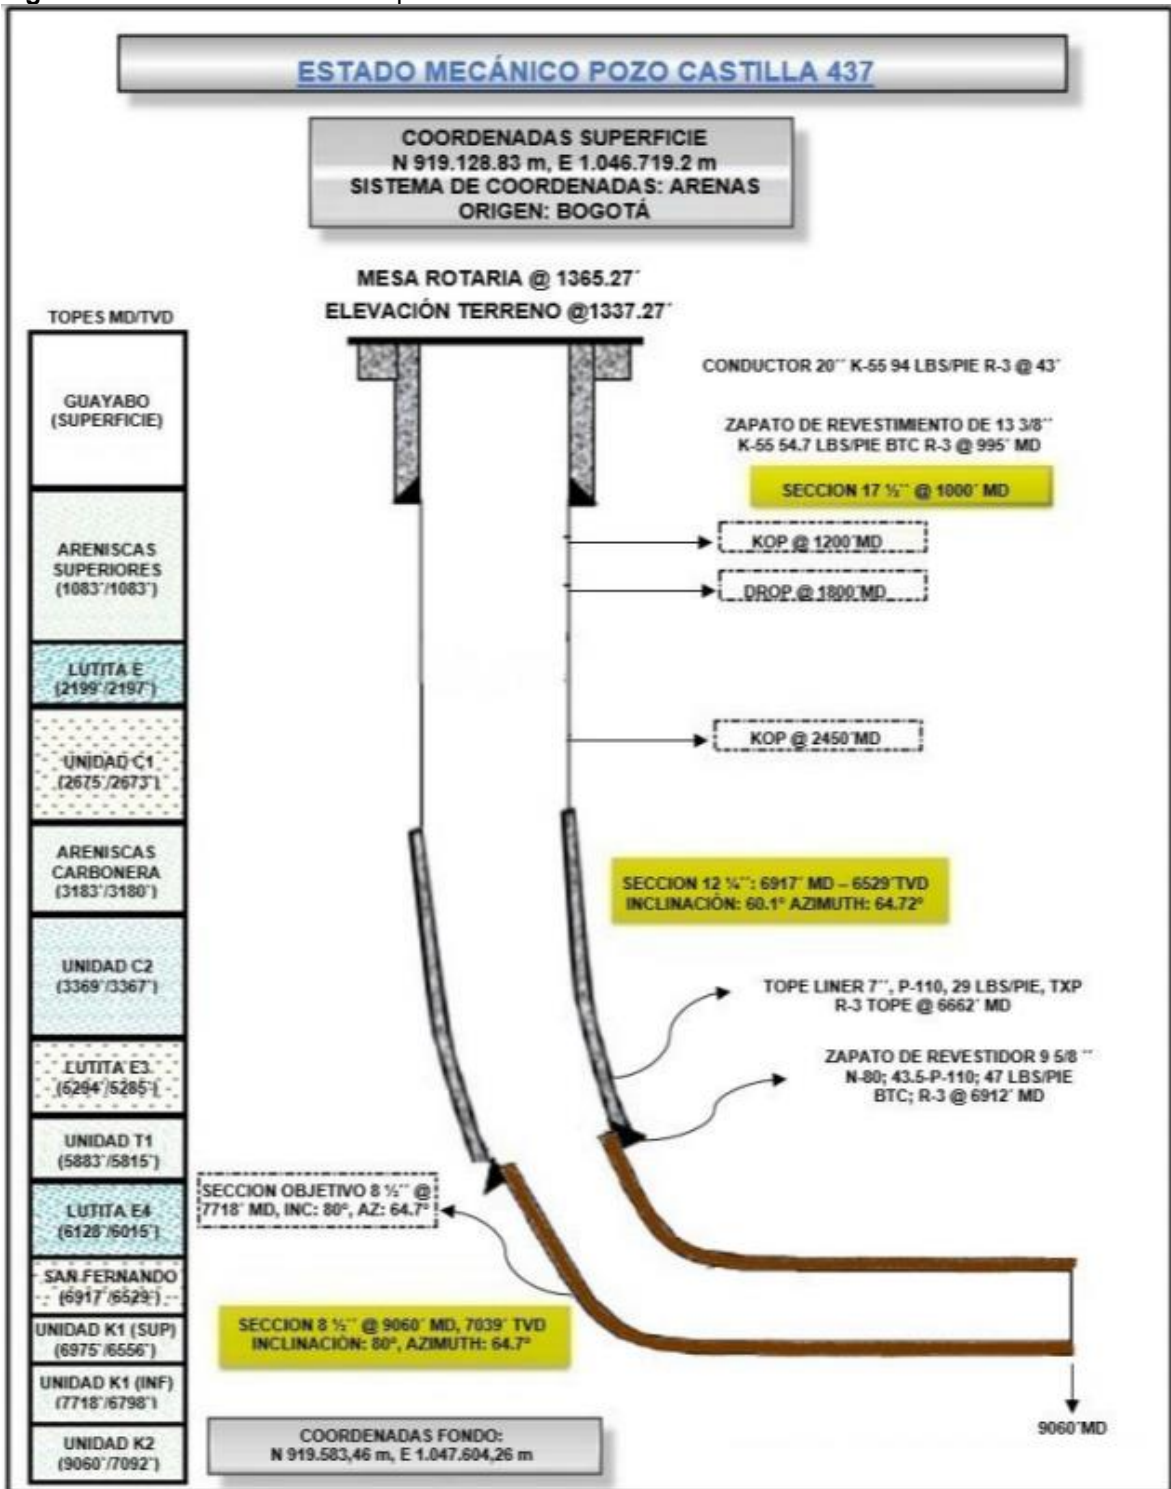 ESTADO MECÁNICO POZO CASTILLA 437
COORDENADAS SUPERFICIE
N 919.128.83 m, E 1.046.719.2 m
SISTEMA DE COORDENADAS: ARENAS
ORIGEN: BOGOTÁ
MESA ROTARIA @ 1365.27´
ELEVACIÓN TERRENO @1337.27´
TOPES MD/TVD
GUAYABO
(SUPERFICIE)
ARENISCAS
SUPERIORES
(1083´/1083´)
LUTITA E
(2199´/2197´)
UNIDAD C1
(2675´/2673´)
ARENISCAS
CARBONERA
(3183´/3180´)
UNIDAD C2
(3369´/3367´)
LUTITA E3
(5294´/5285´)
UNIDAD T1
(5883´/5815´)
LUTITA E4
(6128´/6015´)
SAN FERNANDO
(6917´/6529´)
UNIDAD K1 (SUP)
(6975´/6556´)
UNIDAD K1 (INF)
(7718´/6798´)
UNIDAD K2
(9060´/7092´)
CONDUCTOR 20´´ K-55 94 LBS/PIE R-3 @ 43´
ZAPATO DE REVESTIMIENTO DE 13 3/8´´
K-55 54.7 LBS/PIE BTC R-3 @ 995´ MD
SECCION 17 ½´´ @ 1000´ MD
KOP @ 1200´MD
DROP @ 1800´MD
KOP @ 2450´MD
SECCION 12 ¼´´: 6917´ MD – 6529´TVD
INCLINACIÓN: 60.1º AZIMUTH: 64.72º
TOPE LINER 7´´, P-110, 29 LBS/PIE, TXP
R-3 TOPE @ 6662´ MD
ZAPATO DE REVESTIDOR 9 5/8 ´´
N-80; 43.5-P-110; 47 LBS/PIE
BTC; R-3 @ 6912´ MD
SECCION OBJETIVO 8 ½´´ @
7718´ MD, INC: 80º, AZ: 64.7º
SECCION 8 ½´´ @ 9060´ MD, 7039´ TVD
INCLINACIÓN: 80º, AZIMUTH: 64.7º
9060´MD
COORDENADAS FONDO:
N 919.583,46 m, E 1.047.604,26 m